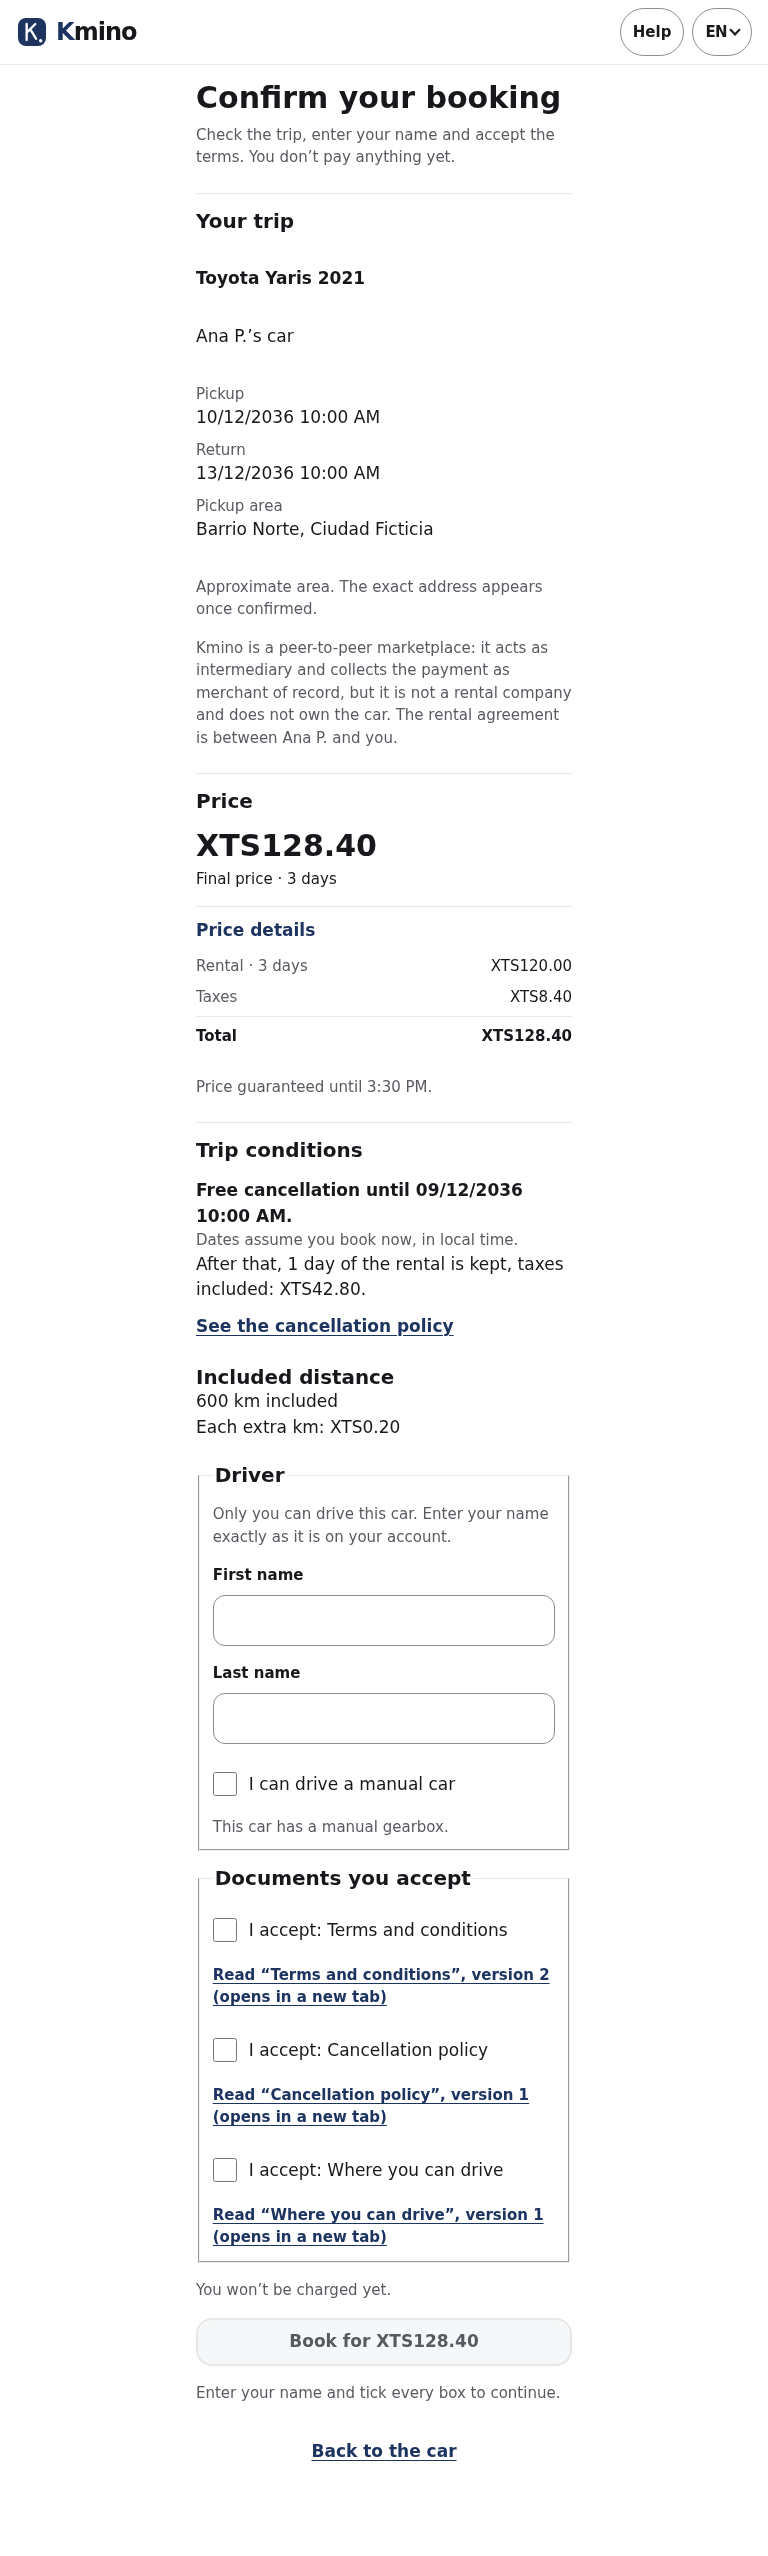 Kmino
Help
EN
Confirm your booking
Check the trip, enter your name and accept the
terms. You don’t pay anything yet.
Your trip
Toyota Yaris 2021
Ana P.’s car
Pickup
10/12/2036 10:00 AM
Return
13/12/2036 10:00 AM
Pickup area
Barrio Norte, Ciudad Ficticia
Approximate area. The exact address appears
once confirmed.
Kmino is a peer-to-peer marketplace: it acts as
intermediary and collects the payment as
merchant of record, but it is not a rental company
and does not own the car. The rental agreement
is between Ana P. and you.
Price
XTS128.40
Final price · 3 days
Price details
Rental · 3 days XTS120.00
Taxes XTS8.40
Total XTS128.40
Price guaranteed until 3:30 PM.
Trip conditions
Free cancellation until 09/12/2036
10:00 AM.
Dates assume you book now, in local time.
After that, 1 day of the rental is kept, taxes
included: XTS42.80.
See the cancellation policy
Included distance
600 km included
Each extra km: XTS0.20
Driver
Only you can drive this car. Enter your name
exactly as it is on your account.
First name
Last name
I can drive a manual car
This car has a manual gearbox.
Documents you accept
I accept: Terms and conditions
Read “Terms and conditions”, version 2
(opens in a new tab)
I accept: Cancellation policy
Read “Cancellation policy”, version 1
(opens in a new tab)
I accept: Where you can drive
Read “Where you can drive”, version 1
(opens in a new tab)
You won’t be charged yet.
Book for XTS128.40
Enter your name and tick every box to continue.
Back to the car